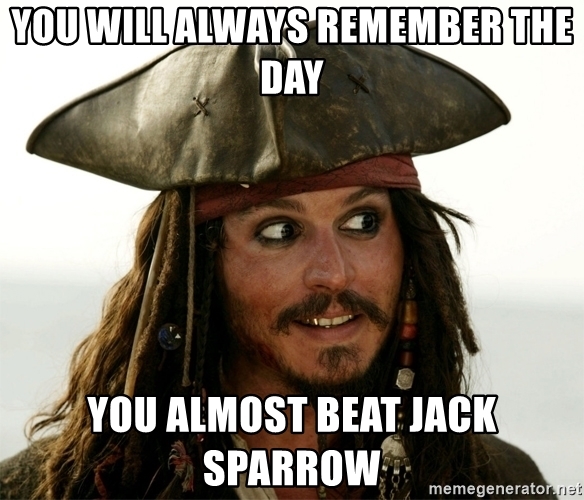 YOU WILL ALWAYS REMEMBER THE
DAY
YOU ALMOST BEAT JACK
SPARROW
memegenerator.net